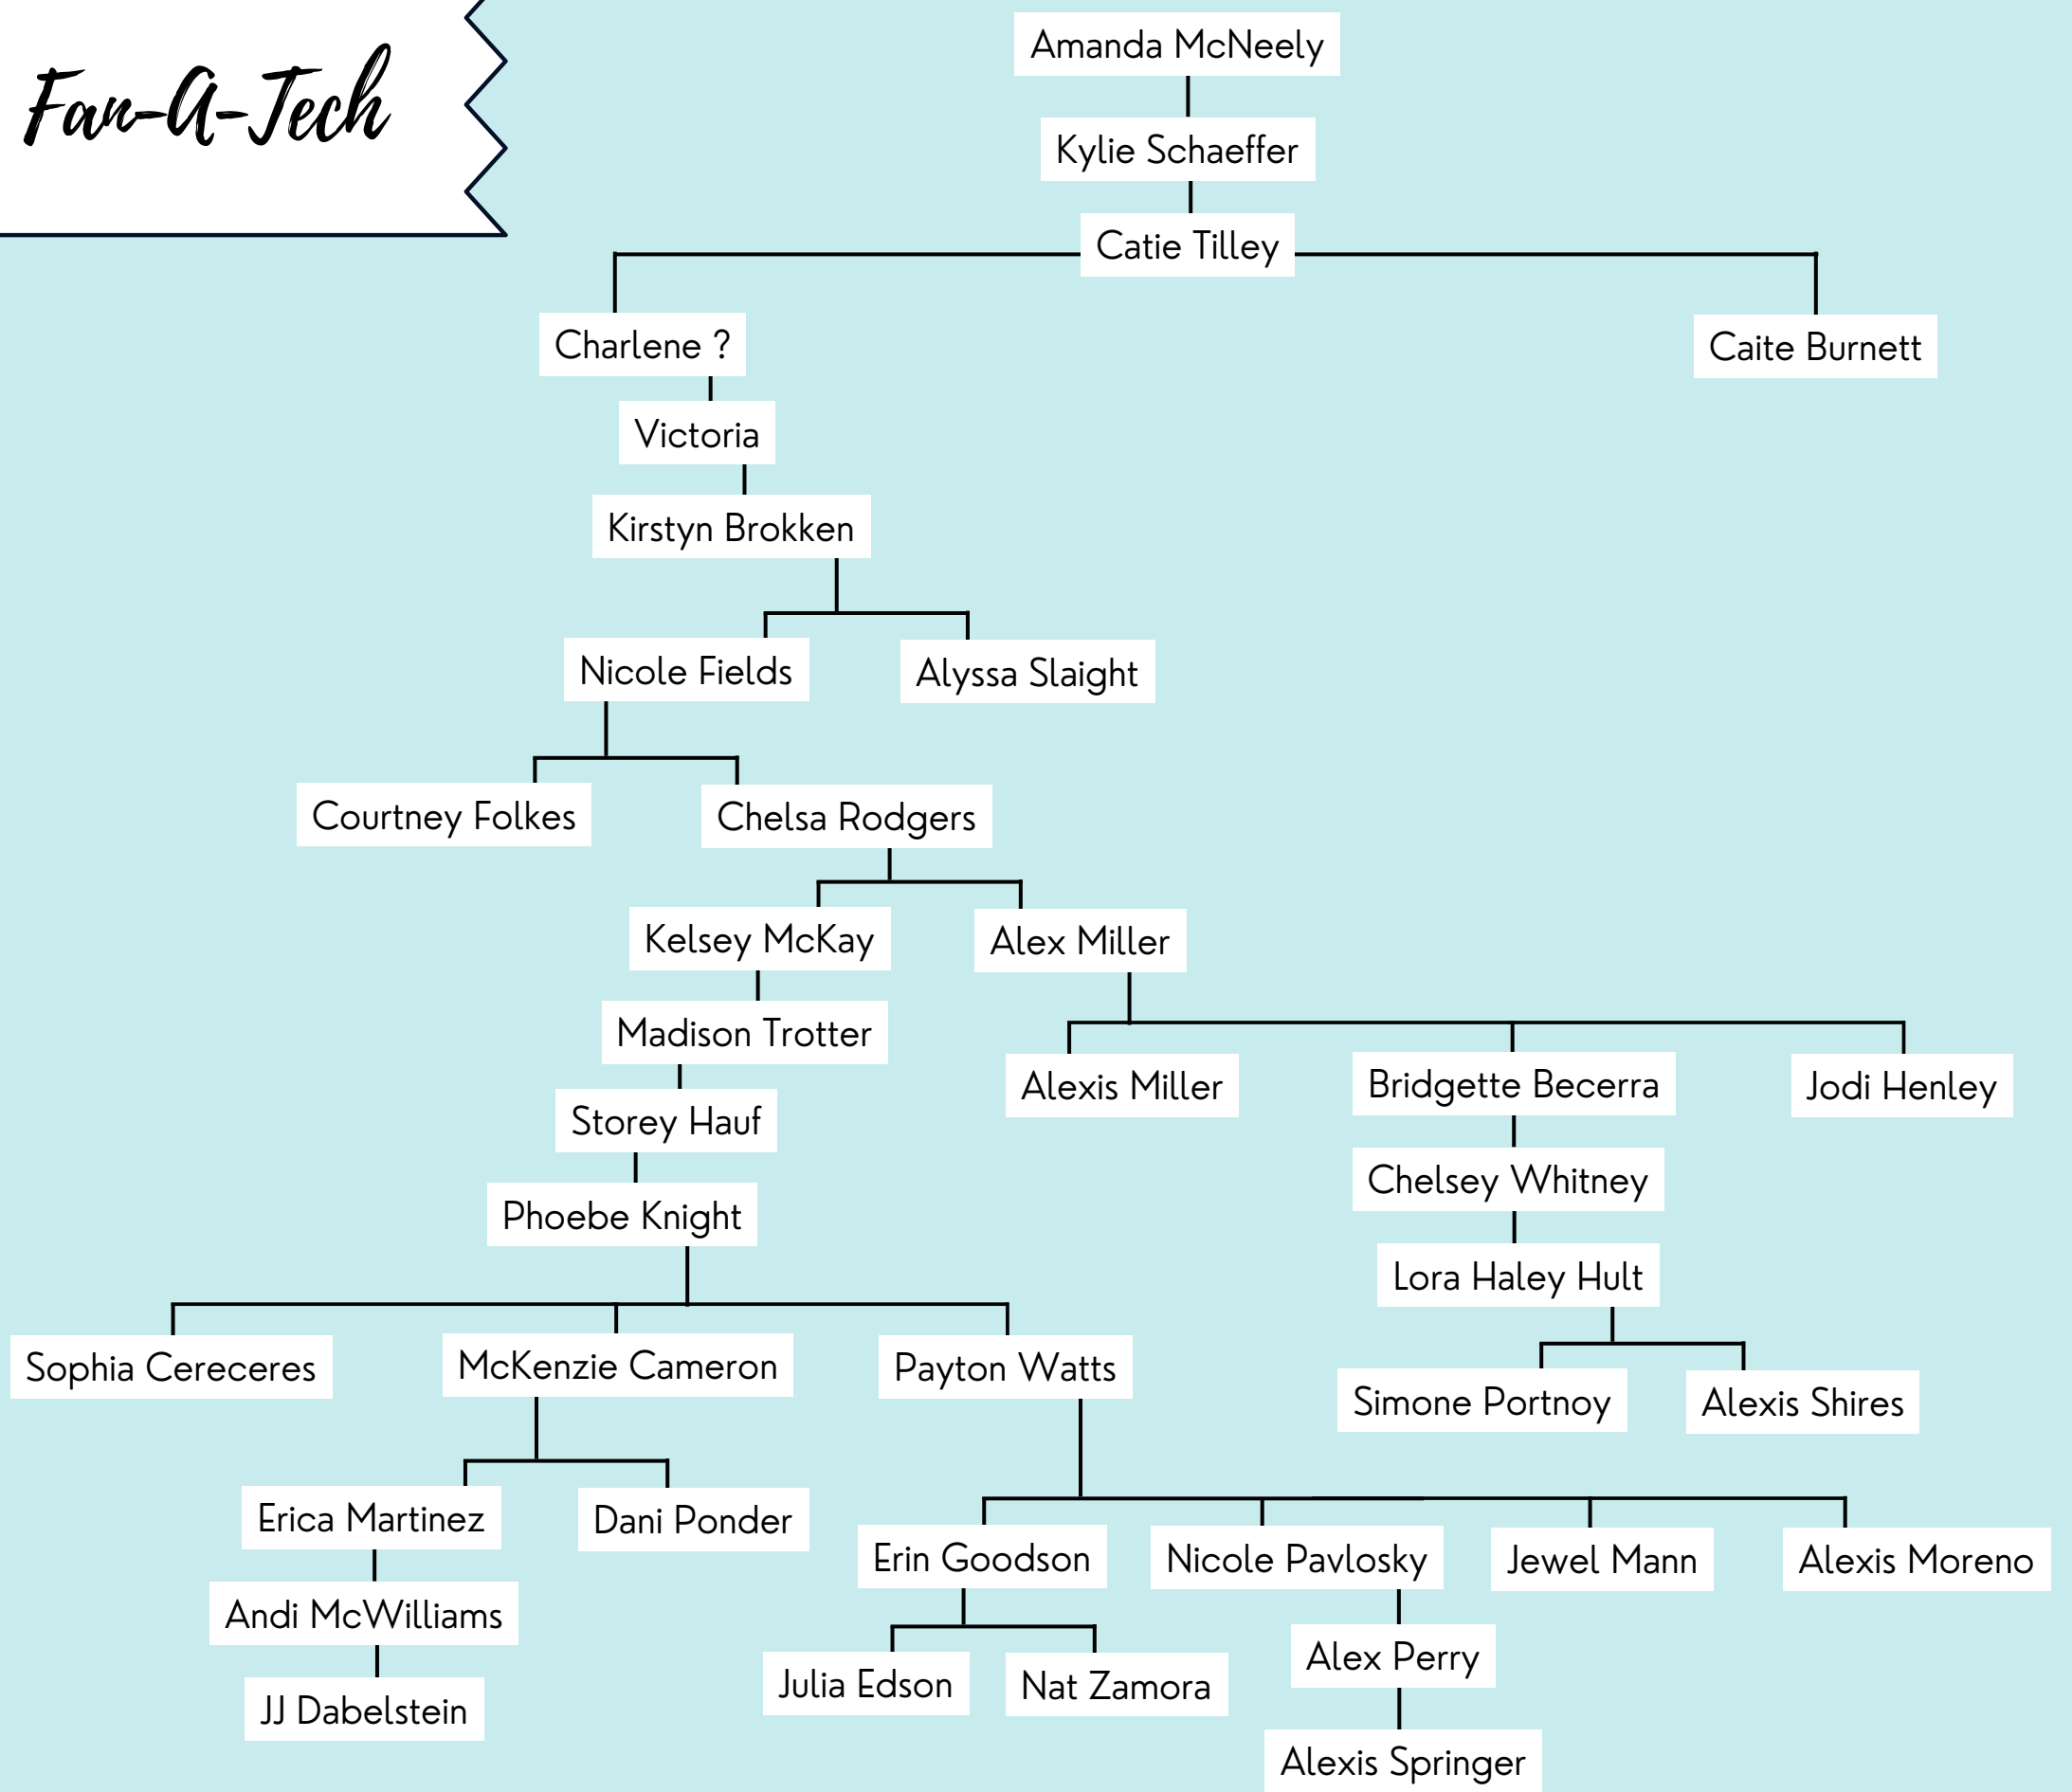 Fan-A-Tech
Amanda McNeely
Kylie Schaeffer
Catie Tilley
Charlene ?
Caite Burnett
Victoria
Kirstyn Brokken
Nicole Fields
Alyssa Slaight
Courtney Folkes
Chelsa Rodgers
Kelsey McKay
Alex Miller
Madison Trotter
Alexis Miller
Bridgette Becerra
Jodi Henley
Storey Hauf
Chelsey Whitney
Phoebe Knight
Lora Haley Hult
Sophia Cereceres
McKenzie Cameron
Payton Watts
Simone Portnoy
Alexis Shires
Erica Martinez
Dani Ponder
Erin Goodson
Nicole Pavlosky
Jewel Mann
Alexis Moreno
Andi McWilliams
Julia Edson
Nat Zamora
Alex Perry
JJ Dabelstein
Alexis Springer